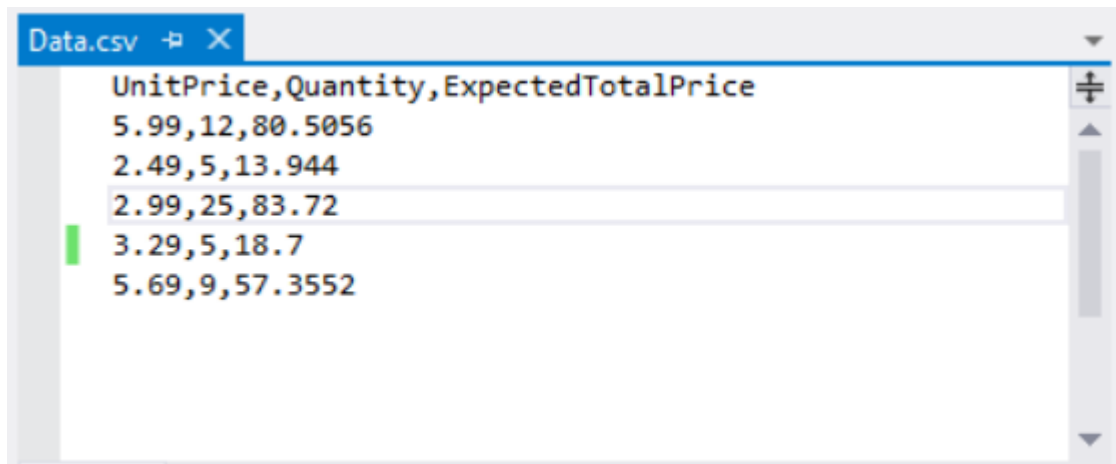 Data.csv
UnitPrice,Quantity,ExpectedTotalPrice
5.99,12,80.5056
2.49,5,13.944
2.99,25,83.72
3.29,5,18.7
5.69,9,57.3552